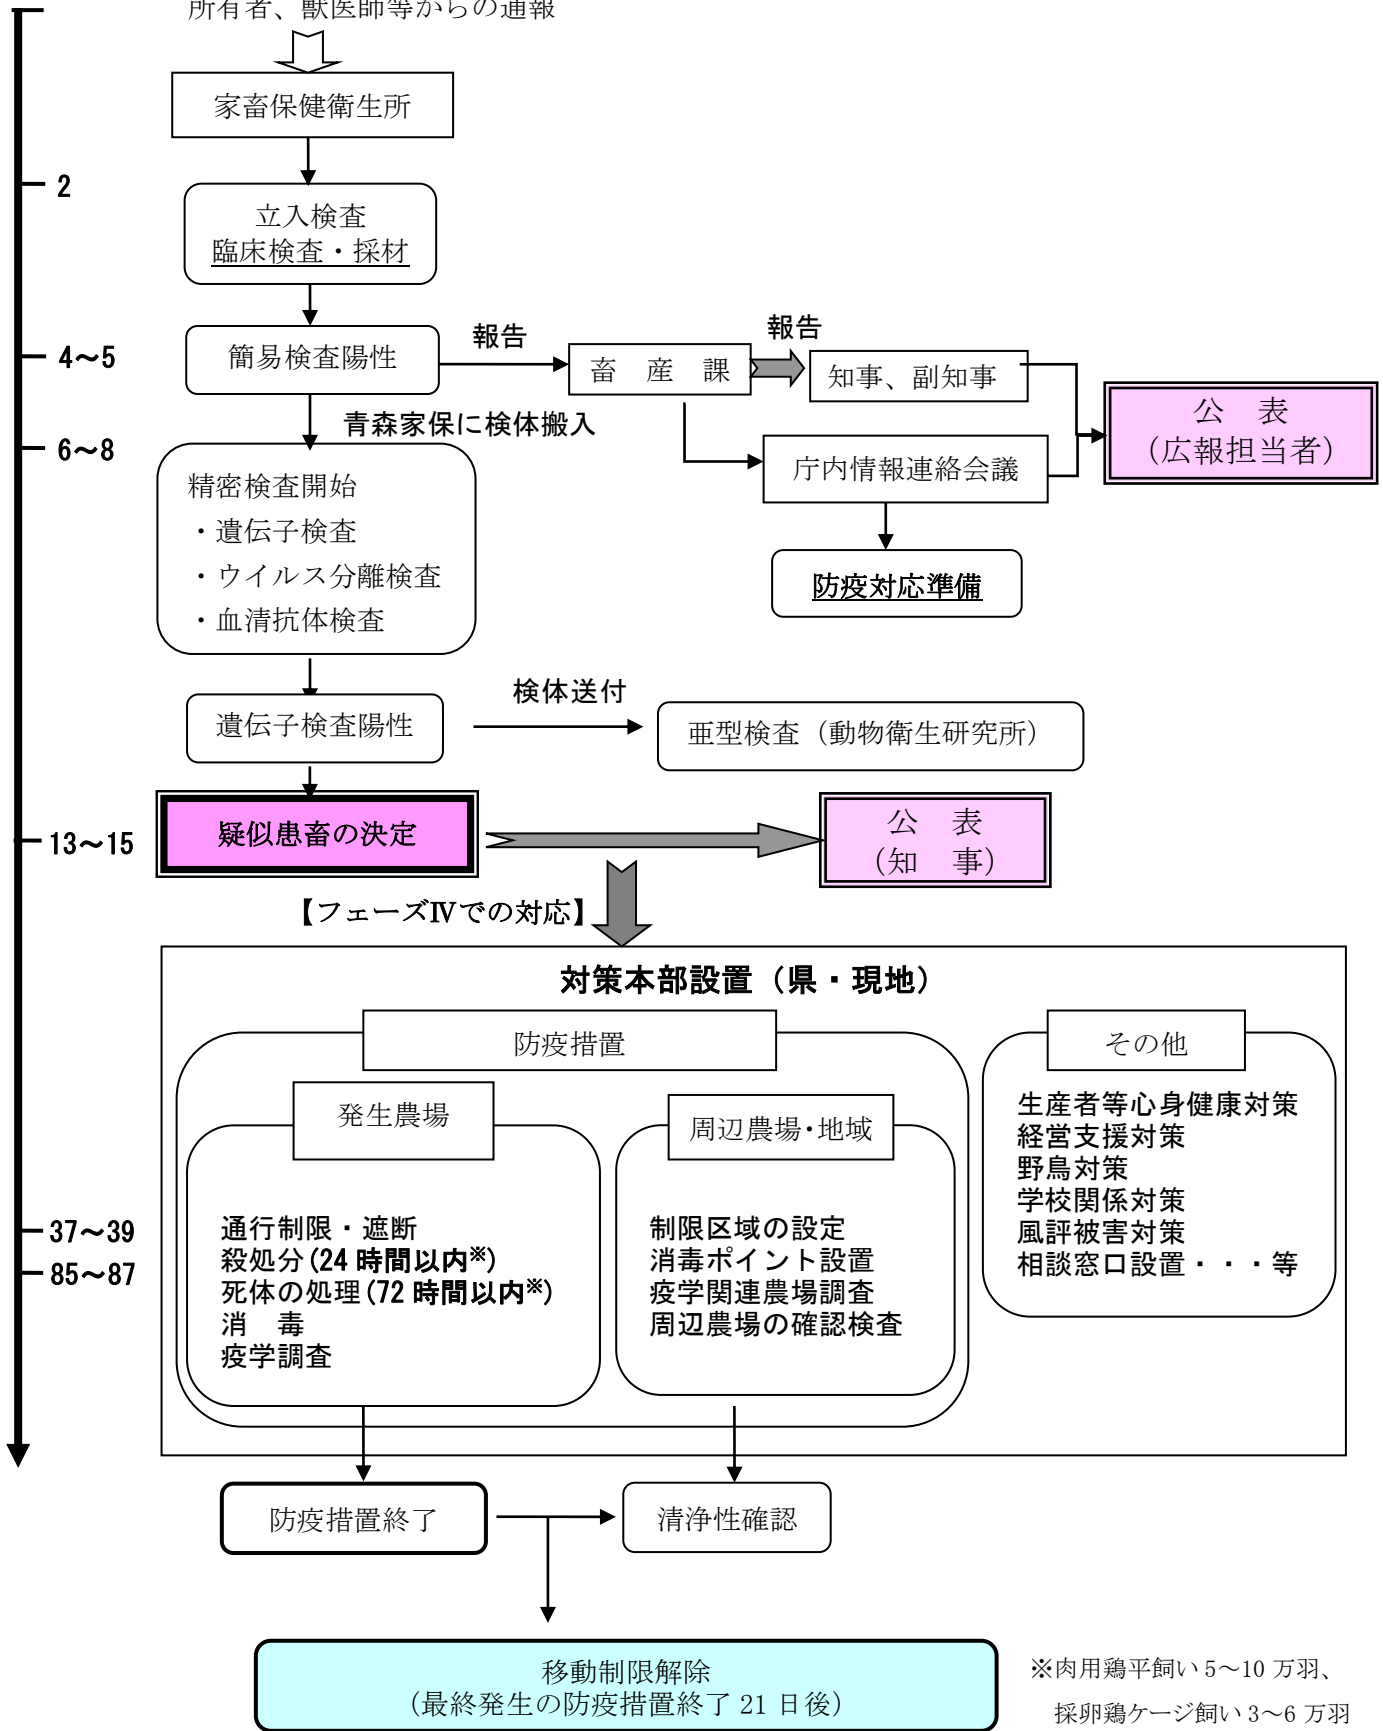 所有者、獣医師等からの通報
家畜保健衛生所
2
立入検査
臨床検査・採材
4～5
簡易検査陽性
報告
畜　産　課
報告
知事、副知事
公　表
（広報担当者）
青森家保に検体搬入
6～8
精密検査開始
・遺伝子検査
・ウイルス分離検査
・血清抗体検査
庁内情報連絡会議
防疫対応準備
遺伝子検査陽性
検体送付
亜型検査（動物衛生研究所）
13～15
疑似患畜の決定
公　表
（知　事）
【フェーズⅣでの対応】
対策本部設置（県・現地）
防疫措置
発生農場
通行制限・遮断
殺処分（24 時間以内※）
死体の処理（72 時間以内※）
消　毒
疫学調査
周辺農場・地域
制限区域の設定
消毒ポイント設置
疫学関連農場調査
周辺農場の確認検査
その他
生産者等心身健康対策
経営支援対策
野鳥対策
学校関係対策
風評被害対策
相談窓口設置・・・等
37～39
85～87
防疫措置終了
清浄性確認
移動制限解除
（最終発生の防疫措置終了 21 日後）
※肉用鶏平飼い 5～10 万羽、
採卵鶏ケージ飼い 3～6 万羽